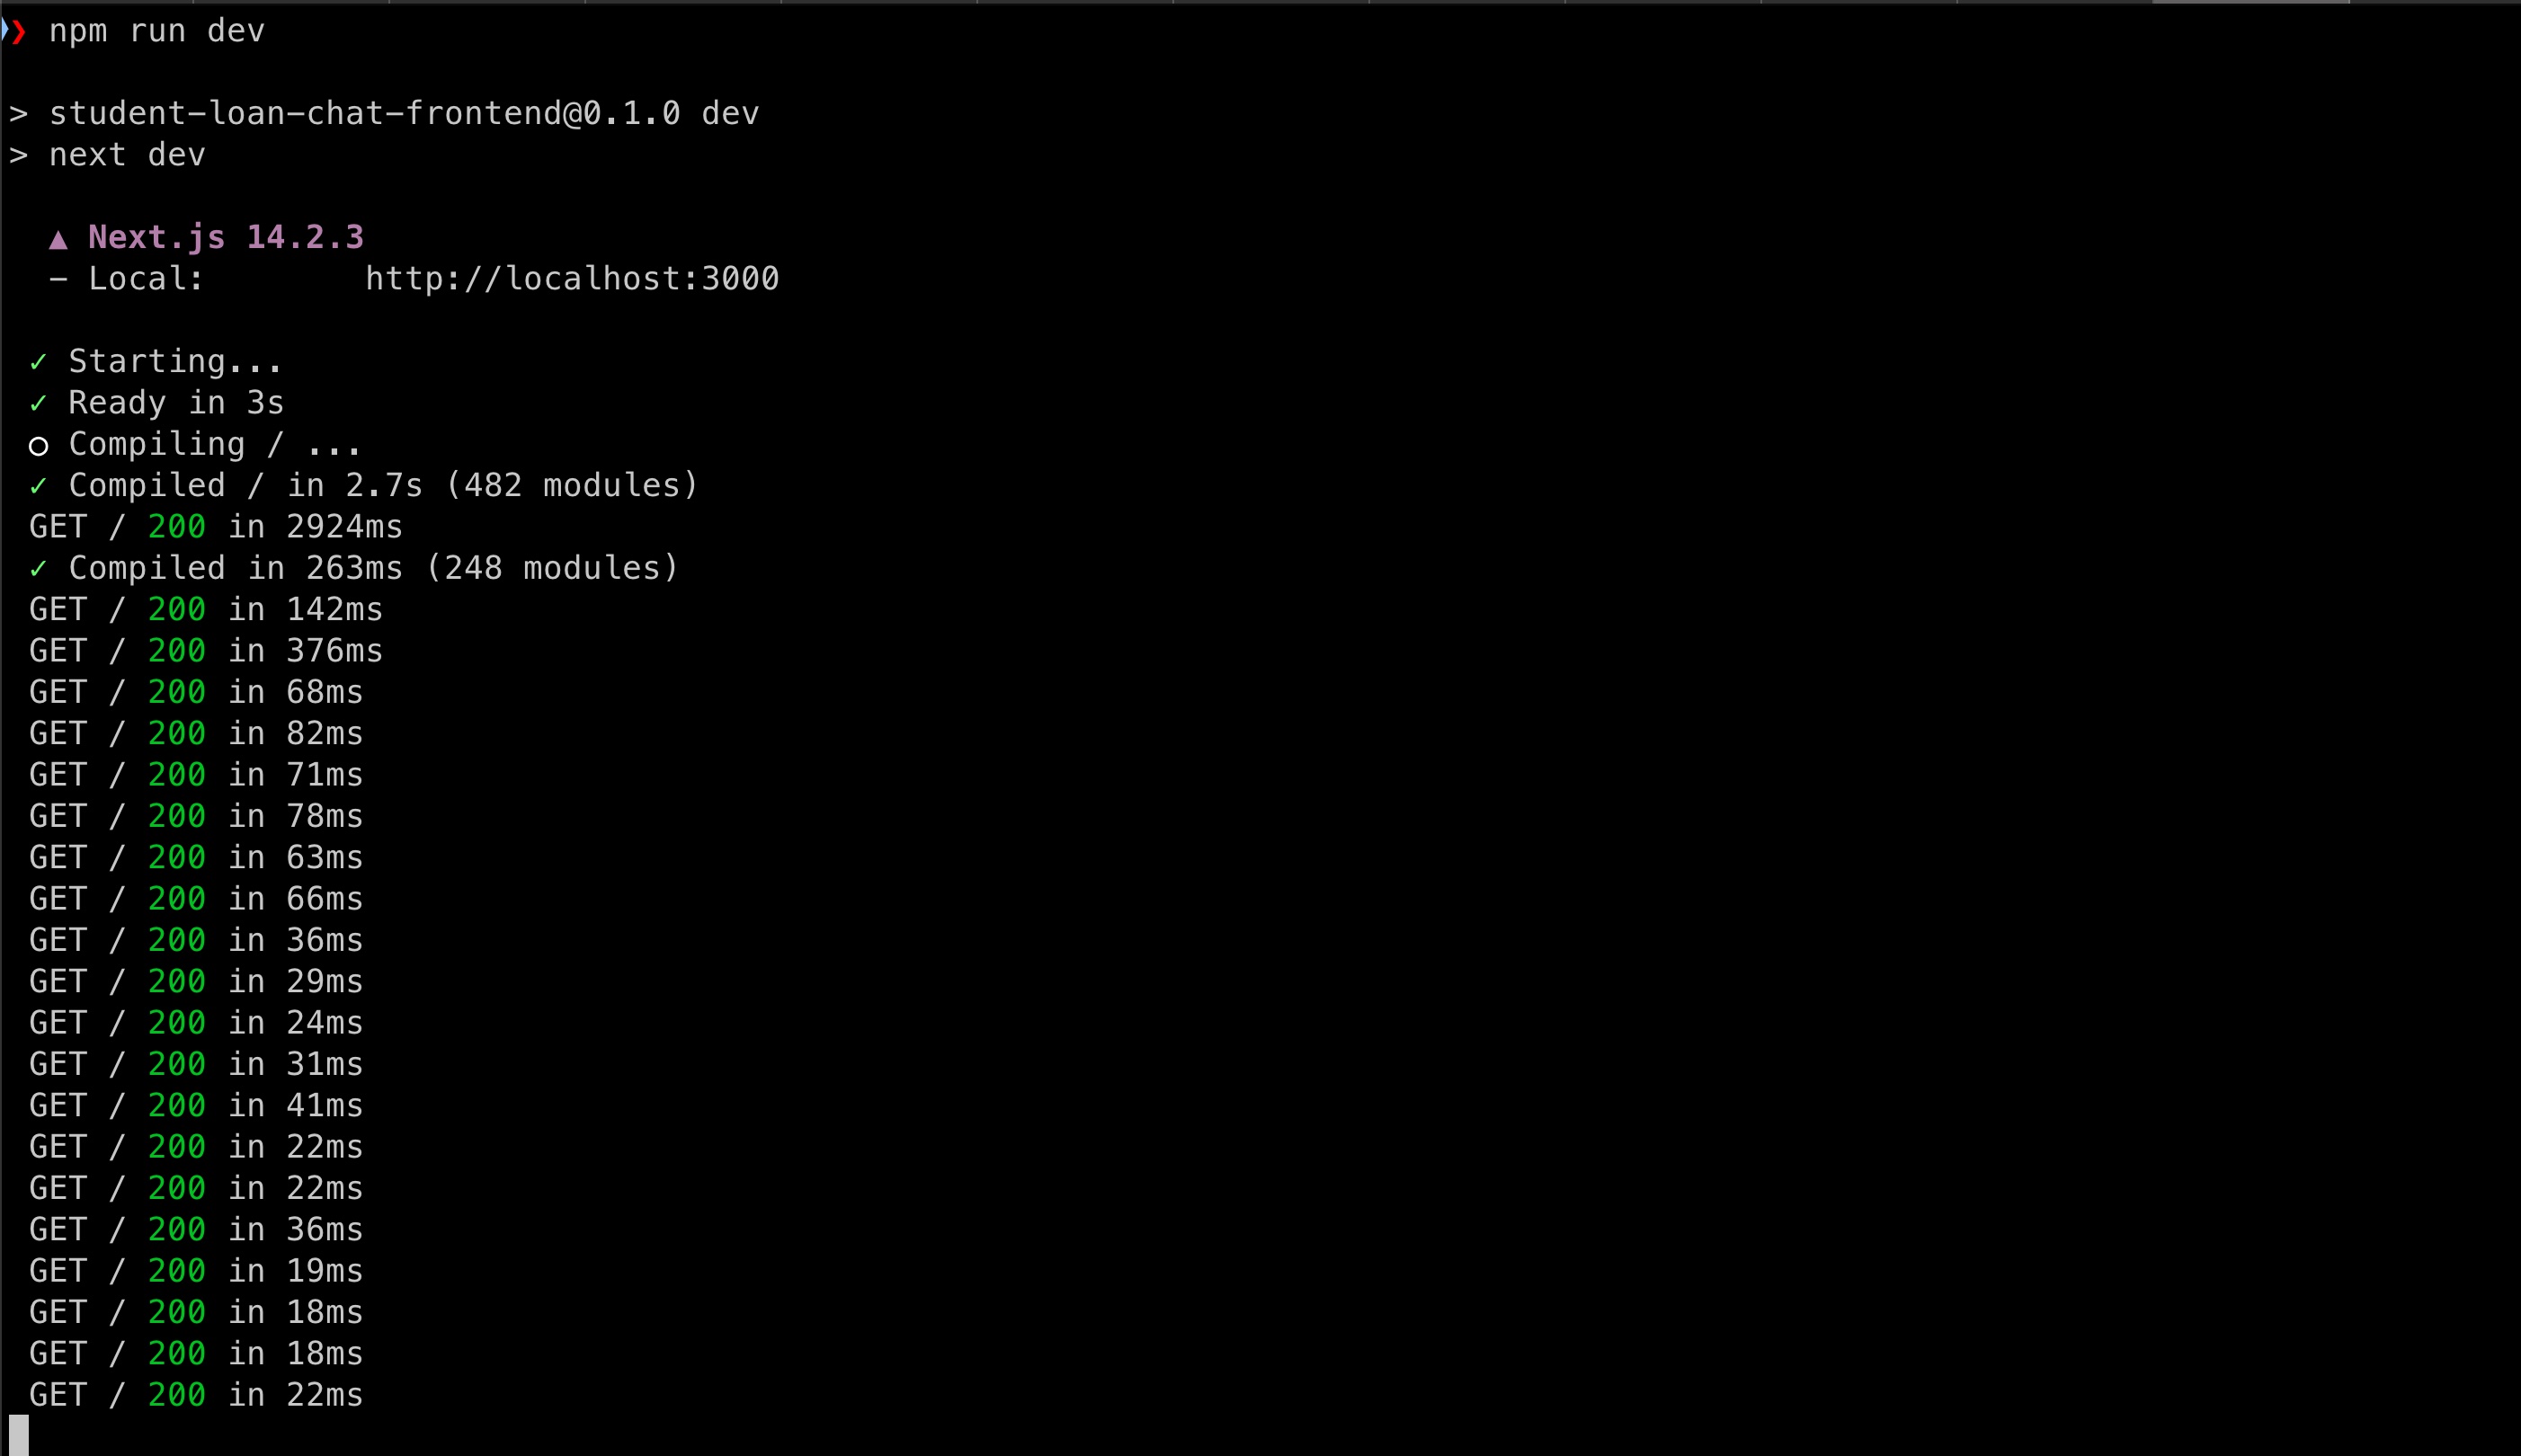 ❯ npm run dev

> student-loan-chat-frontend@0.1.0 dev
> next dev

▲ Next.js 14.2.3
- Local:        http://localhost:3000

✓ Starting...
✓ Ready in 3s
○ Compiling / ...
✓ Compiled / in 2.7s (482 modules)
GET / 200 in 2924ms
✓ Compiled in 263ms (248 modules)
GET / 200 in 142ms
GET / 200 in 376ms
GET / 200 in 68ms
GET / 200 in 82ms
GET / 200 in 71ms
GET / 200 in 78ms
GET / 200 in 63ms
GET / 200 in 66ms
GET / 200 in 36ms
GET / 200 in 29ms
GET / 200 in 24ms
GET / 200 in 31ms
GET / 200 in 41ms
GET / 200 in 22ms
GET / 200 in 22ms
GET / 200 in 36ms
GET / 200 in 19ms
GET / 200 in 18ms
GET / 200 in 18ms
GET / 200 in 22ms